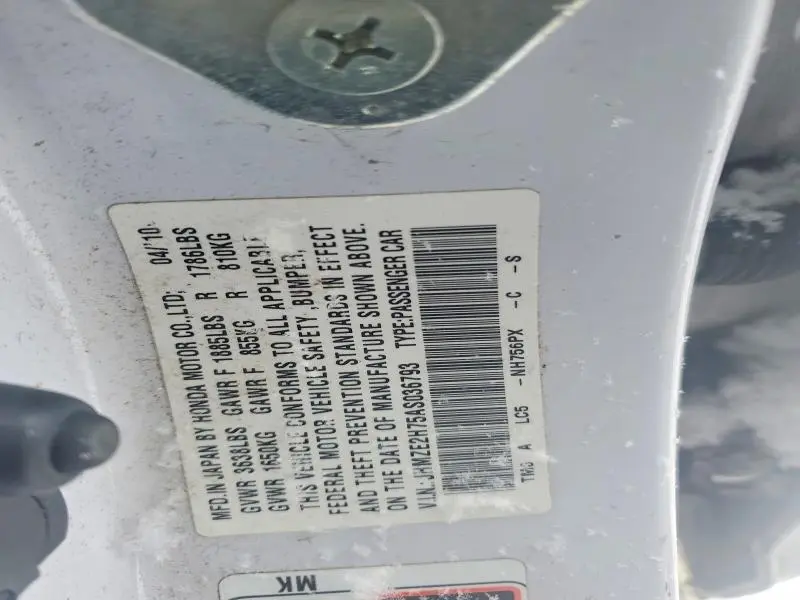 MFD.IN JAPAN BY HONDA MOTOR CO.,LTD; 04/'10
GVWR 3638LBS GAWR F 1885LBS R 1786LBS
GVWR 1650KG GAWR F 855KG R 810KG
THIS VEHICLE CONFORMS TO ALL APPLICABLE
FEDERAL MOTOR VEHICLE SAFETY ,BUMPER,
AND THEFT PREVENTION STANDARDS IN EFFECT
ON THE DATE OF MANUFACTURE SHOWN ABOVE.
V.I.N: JHMZE2H75AS036793 TYPE:PASSENGER CAR
A LC5 -NH756PX -C -S
MK